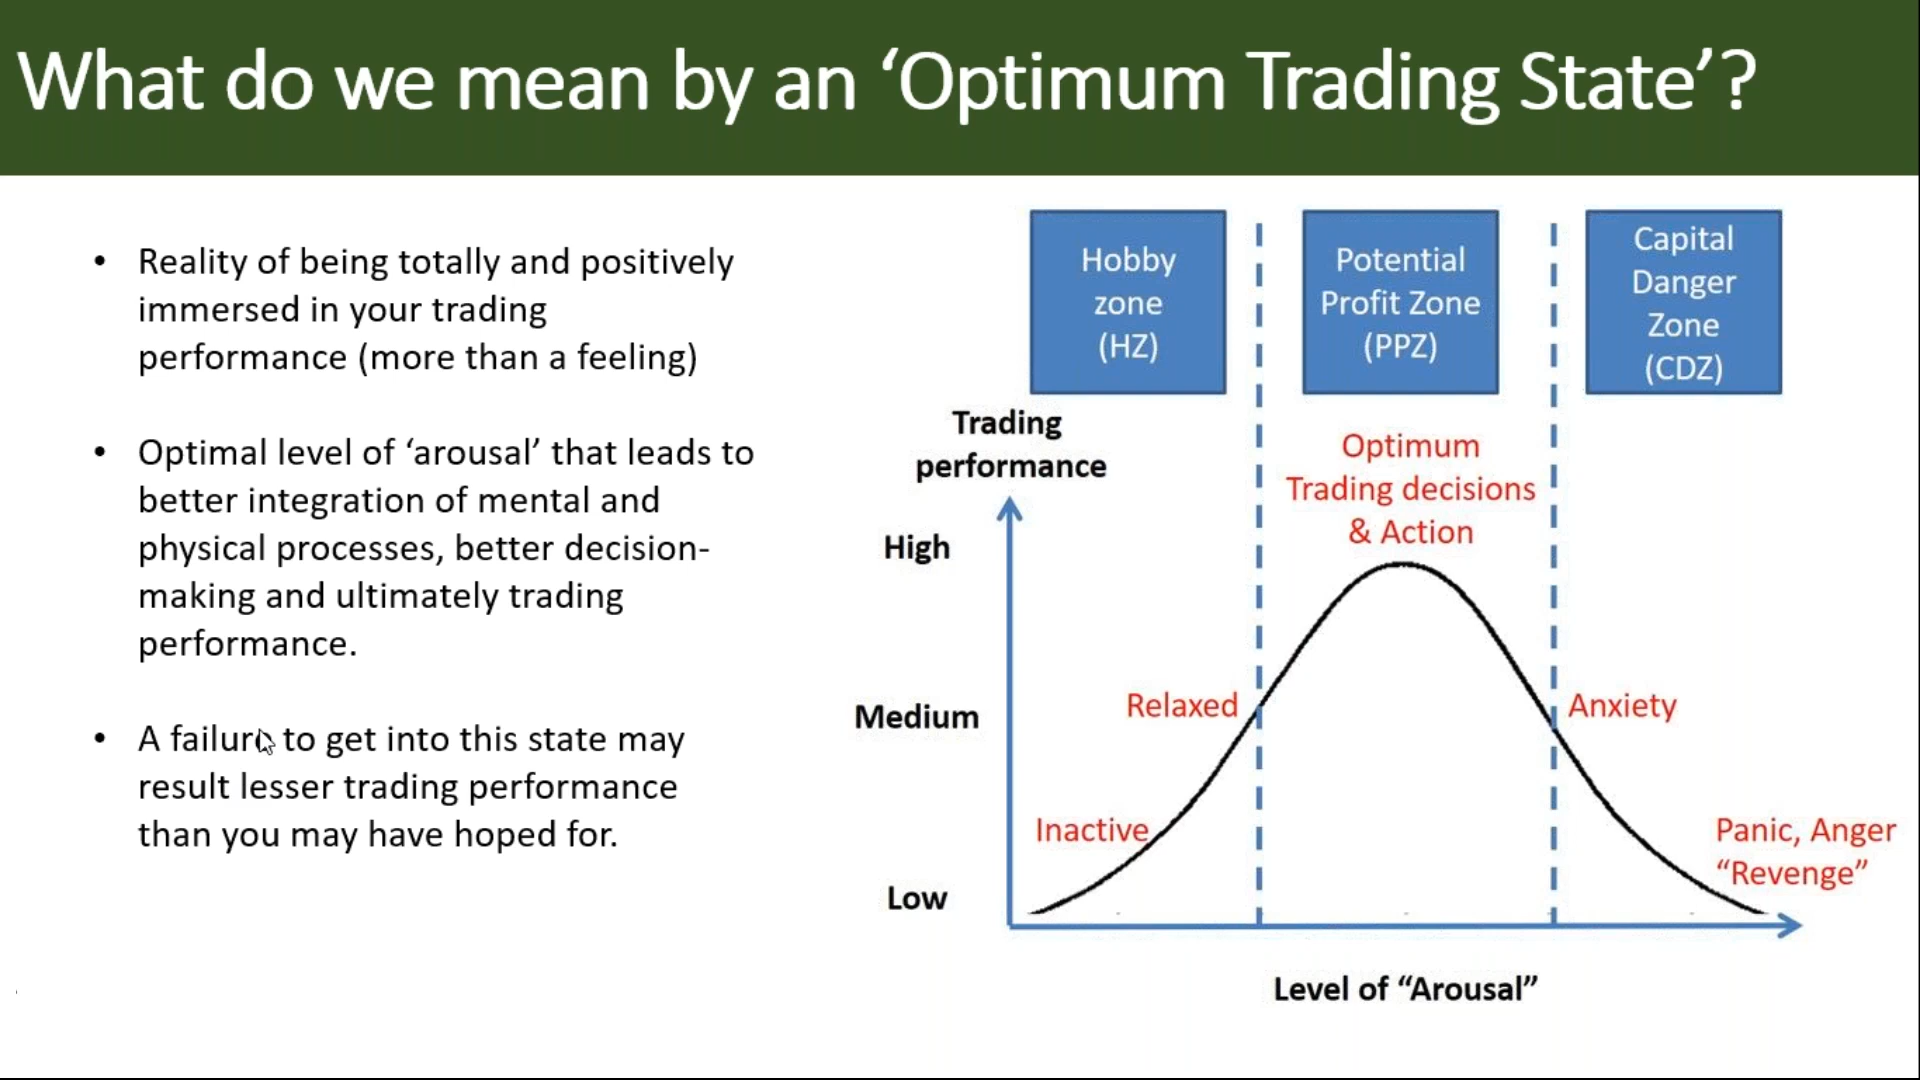 What do we mean by an ‘Optimum Trading State’?
• Reality of being totally and positively
immersed in your trading
performance (more than a feeling)
• Optimal level of ‘arousal’ that leads to
better integration of mental and
physical processes, better decision-
making and ultimately trading
performance.
• A failure to get into this state may
result lesser trading performance
than you may have hoped for.
Hobby
zone
(HZ)
Potential
Profit Zone
(PPZ)
Capital
Danger
Zone
(CDZ)
Trading
performance
High
Medium
Low
Optimum
Trading decisions
& Action
Relaxed
Anxiety
Inactive
Panic, Anger
“Revenge”
Level of “Arousal”